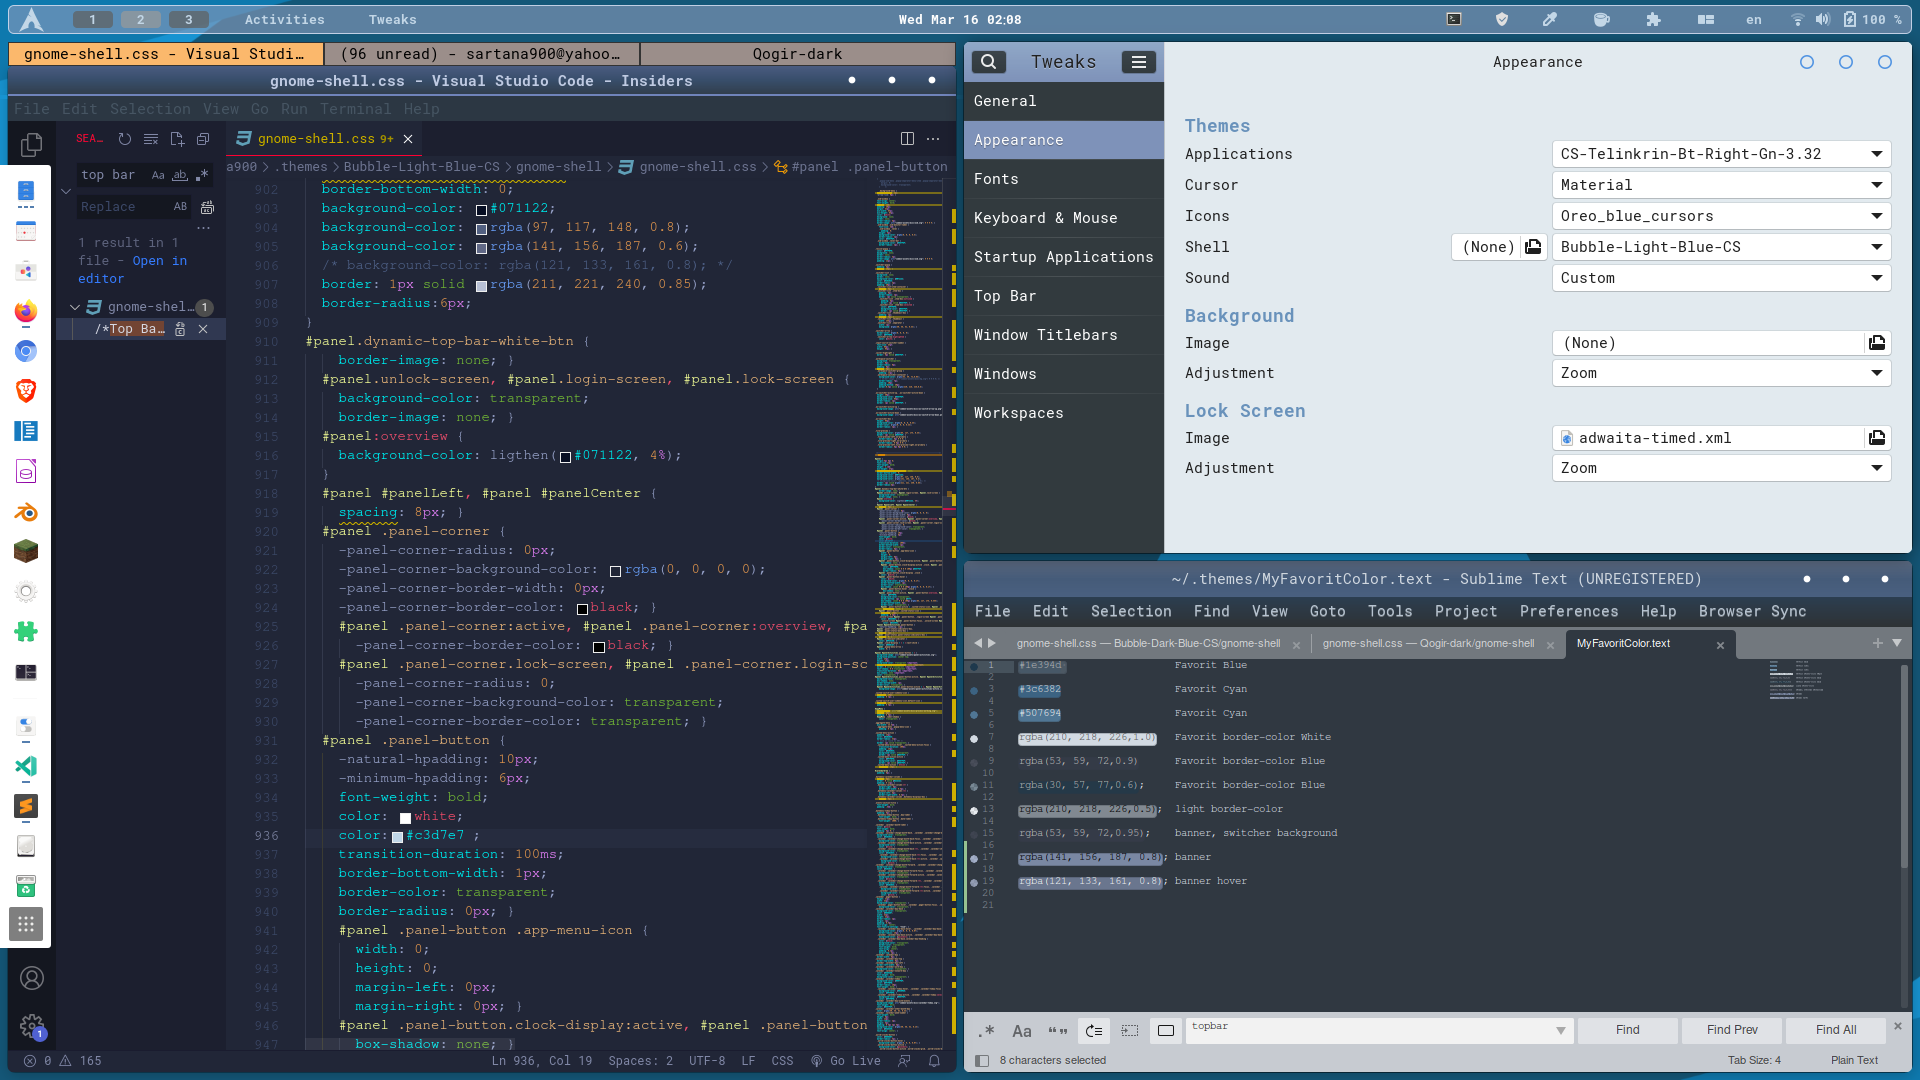 1 2 3 Activities Tweaks Wed Mar 16 02:08 en 100 %
gnome-shell.css - Visual Studi… (96 unread) - sartana900@yahoo… Qogir-dark
gnome-shell.css - Visual Studio Code - Insiders
File Edit Selection View Go Run Terminal Help
SEA… gnome-shell.css 9+
a900 > .themes > Bubble-Light-Blue-CS > gnome-shell > gnome-shell.css > #panel .panel-button
top bar Aa ab .*
Replace AB
…
1 result in 1
file - Open in
editor
gnome-shel… 1
/*Top Ba…
902 border-bottom-width: 0;
903 background-color: #071122;
904 background-color: rgba(97, 117, 148, 0.8);
905 background-color: rgba(141, 156, 187, 0.6);
906 /* background-color: rgba(121, 133, 161, 0.8); */
907 border: 1px solid rgba(211, 221, 240, 0.85);
908 border-radius:6px;
909 }
910 #panel.dynamic-top-bar-white-btn {
911 border-image: none; }
912 #panel.unlock-screen, #panel.login-screen, #panel.lock-screen {
913 background-color: transparent;
914 border-image: none; }
915 #panel:overview {
916 background-color: ligthen(#071122, 4%);
917 }
918 #panel #panelLeft, #panel #panelCenter {
919 spacing: 8px; }
920 #panel .panel-corner {
921 -panel-corner-radius: 0px;
922 -panel-corner-background-color: rgba(0, 0, 0, 0);
923 -panel-corner-border-width: 0px;
924 -panel-corner-border-color: black; }
925 #panel .panel-corner:active, #panel .panel-corner:overview, #pa
926 -panel-corner-border-color: black; }
927 #panel .panel-corner.lock-screen, #panel .panel-corner.login-sc
928 -panel-corner-radius: 0;
929 -panel-corner-background-color: transparent;
930 -panel-corner-border-color: transparent; }
931 #panel .panel-button {
932 -natural-hpadding: 10px;
933 -minimum-hpadding: 6px;
934 font-weight: bold;
935 color: white;
936 color: #c3d7e7 ;
937 transition-duration: 100ms;
938 border-bottom-width: 1px;
939 border-color: transparent;
940 border-radius: 0px; }
941 #panel .panel-button .app-menu-icon {
942 width: 0;
943 height: 0;
944 margin-left: 0px;
945 margin-right: 0px; }
946 #panel .panel-button.clock-display:active, #panel .panel-button
947 box-shadow: none; }
1
0 165 Ln 936, Col 19 Spaces: 2 UTF-8 LF CSS Go Live
Tweaks
General
Appearance
Fonts
Keyboard & Mouse
Startup Applications
Top Bar
Window Titlebars
Windows
Workspaces
Appearance
Themes
Applications CS-Telinkrin-Bt-Right-Gn-3.32
Cursor Material
Icons Oreo_blue_cursors
Shell (None) Bubble-Light-Blue-CS
Sound Custom
Background
Image (None)
Adjustment Zoom
Lock Screen
Image adwaita-timed.xml
Adjustment Zoom
~/.themes/MyFavoritColor.text - Sublime Text (UNREGISTERED)
File Edit Selection Find View Goto Tools Project Preferences Help Browser Sync
gnome-shell.css — Bubble-Dark-Blue-CS/gnome-shell gnome-shell.css — Qogir-dark/gnome-shell MyFavoritColor.text
1 #1e394d Favorit Blue
2
3 #3c6382 Favorit Cyan
4
5 #507694 Favorit Cyan
6
7 rgba(210, 218, 226,1.0) Favorit border-color White
8
9 rgba(53, 59, 72,0.9) Favorit border-color Blue
10
11 rgba(30, 57, 77,0.6); Favorit border-color Blue
12
13 rgba(210, 218, 226,0.5); light border-color
14
15 rgba(53, 59, 72,0.95); banner, switcher background
16
17 rgba(141, 156, 187, 0.8); banner
18
19 rgba(121, 133, 161, 0.8); banner hover
20
21
.* Aa “ ” topbar Find Find Prev Find All
8 characters selected Tab Size: 4 Plain Text